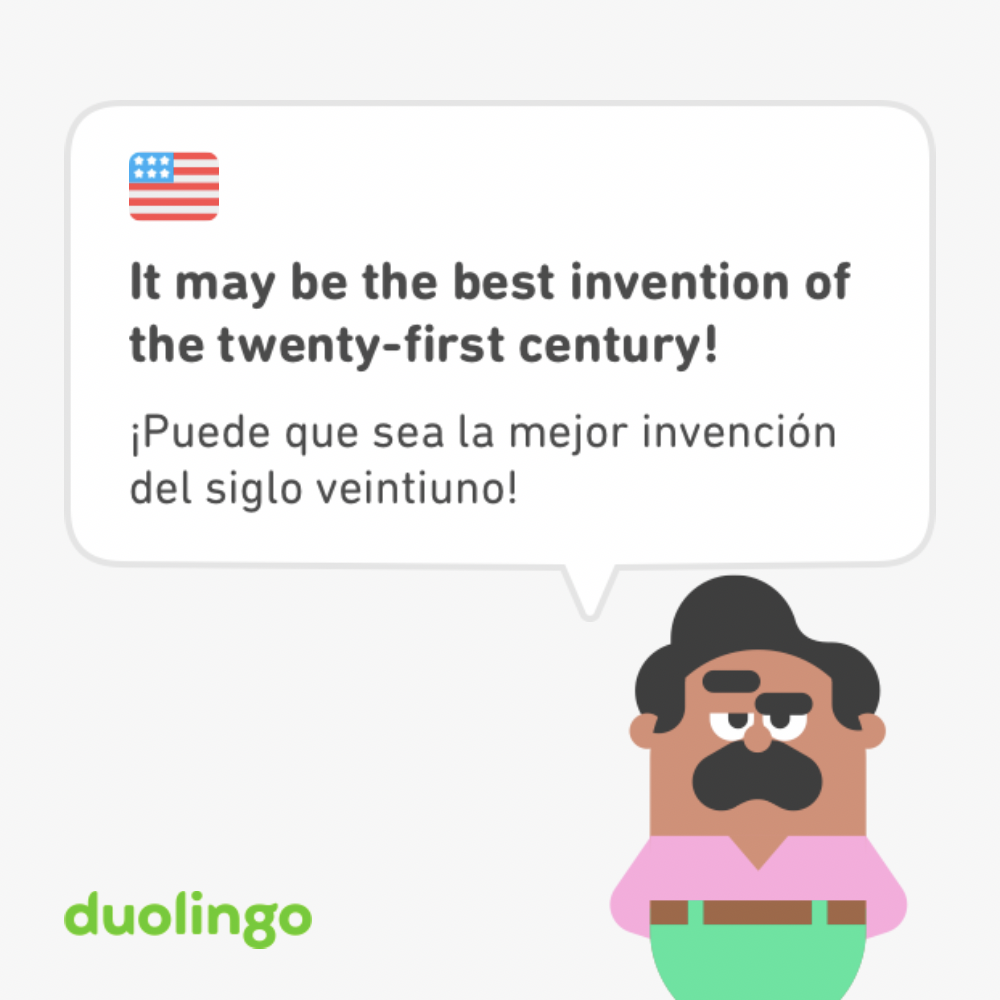 It may be the best invention of
the twenty-first century!
¡Puede que sea la mejor invención
del siglo veintiuno!
duolingo